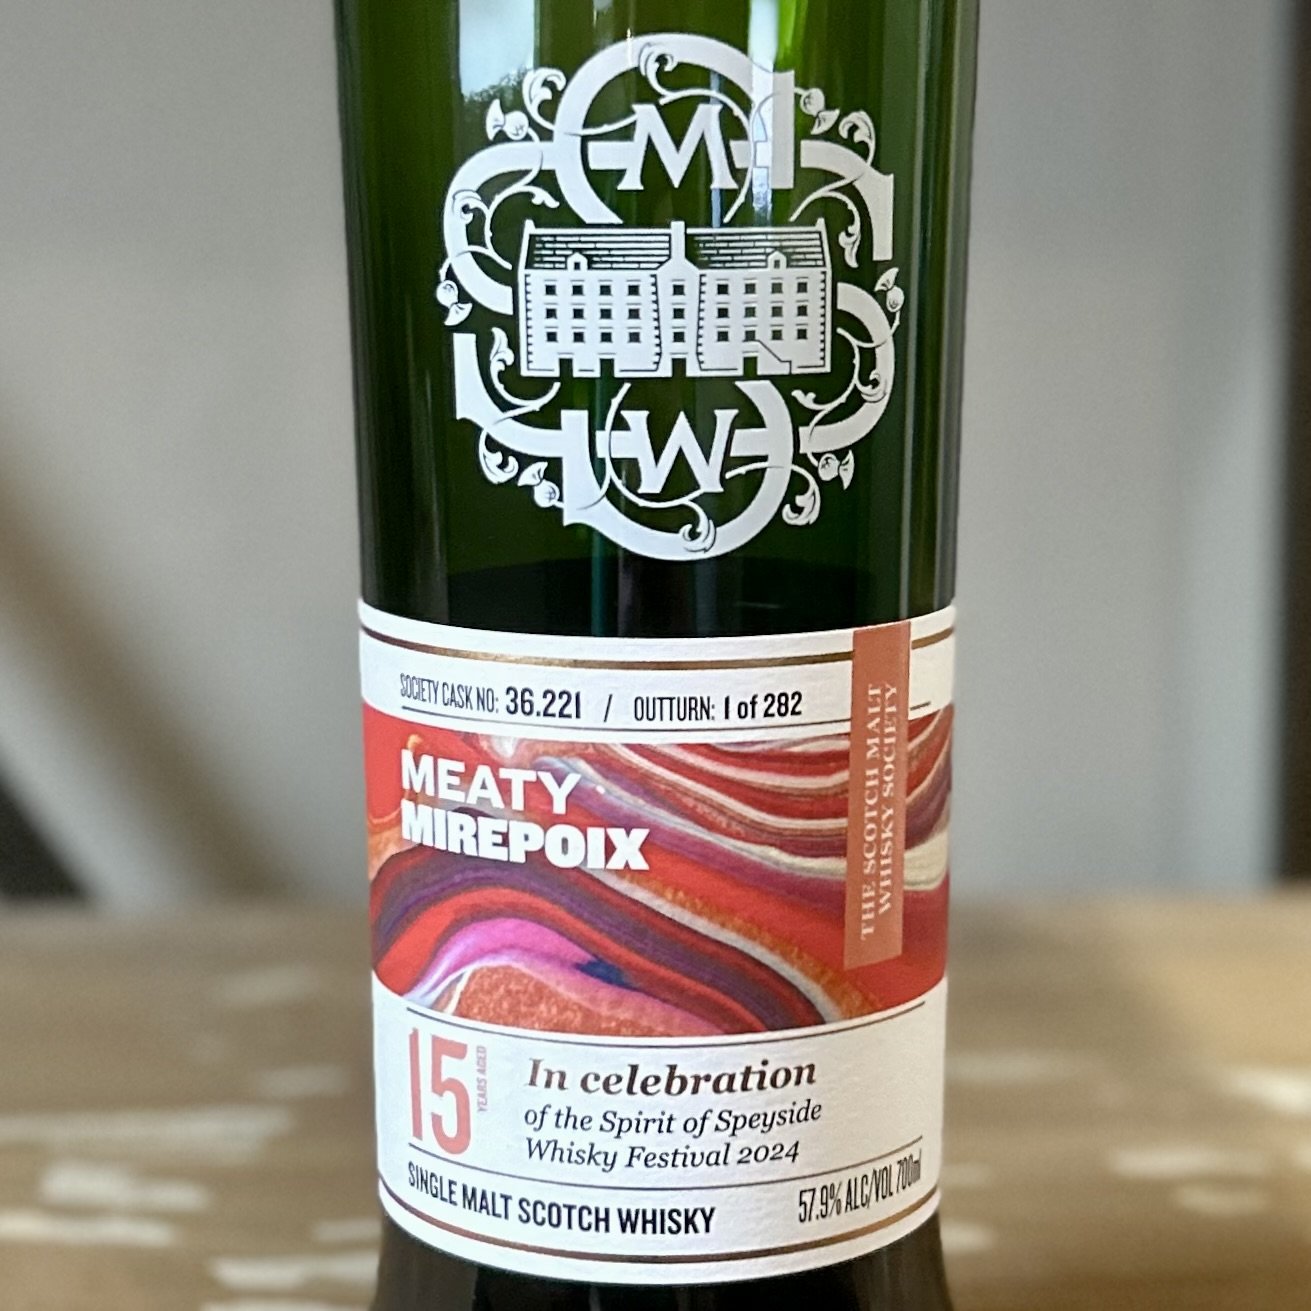 M
M
SOCIETY CASK NO: 36.221 / OUTTURN: 1 of 282
MEATY
MIREPOIX
THE SCOTCH MALT
WHISKY SOCIETY
15 YEARS AGED
In celebration
of the Spirit of Speyside
Whisky Festival 2024
SINGLE MALT SCOTCH WHISKY
57.9% ALC/VOL 700ml